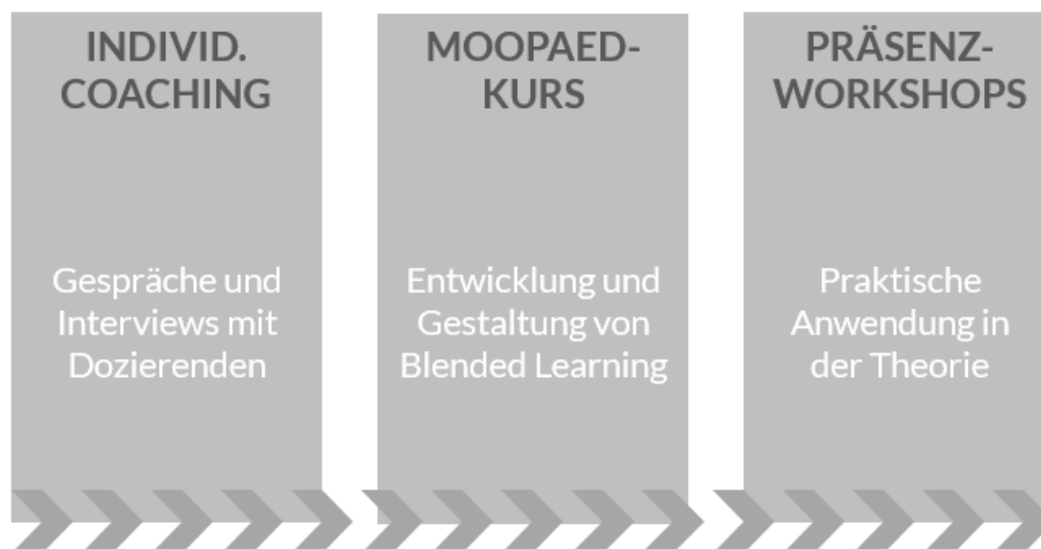 INDIVID.
COACHING
Gespräche und
Interviews mit
Dozierenden
MOOPAED-
KURS
Entwicklung und
Gestaltung von
Blended Learning
PRÄSENZ-
WORKSHOPS
Praktische
Anwendung in
der Theorie